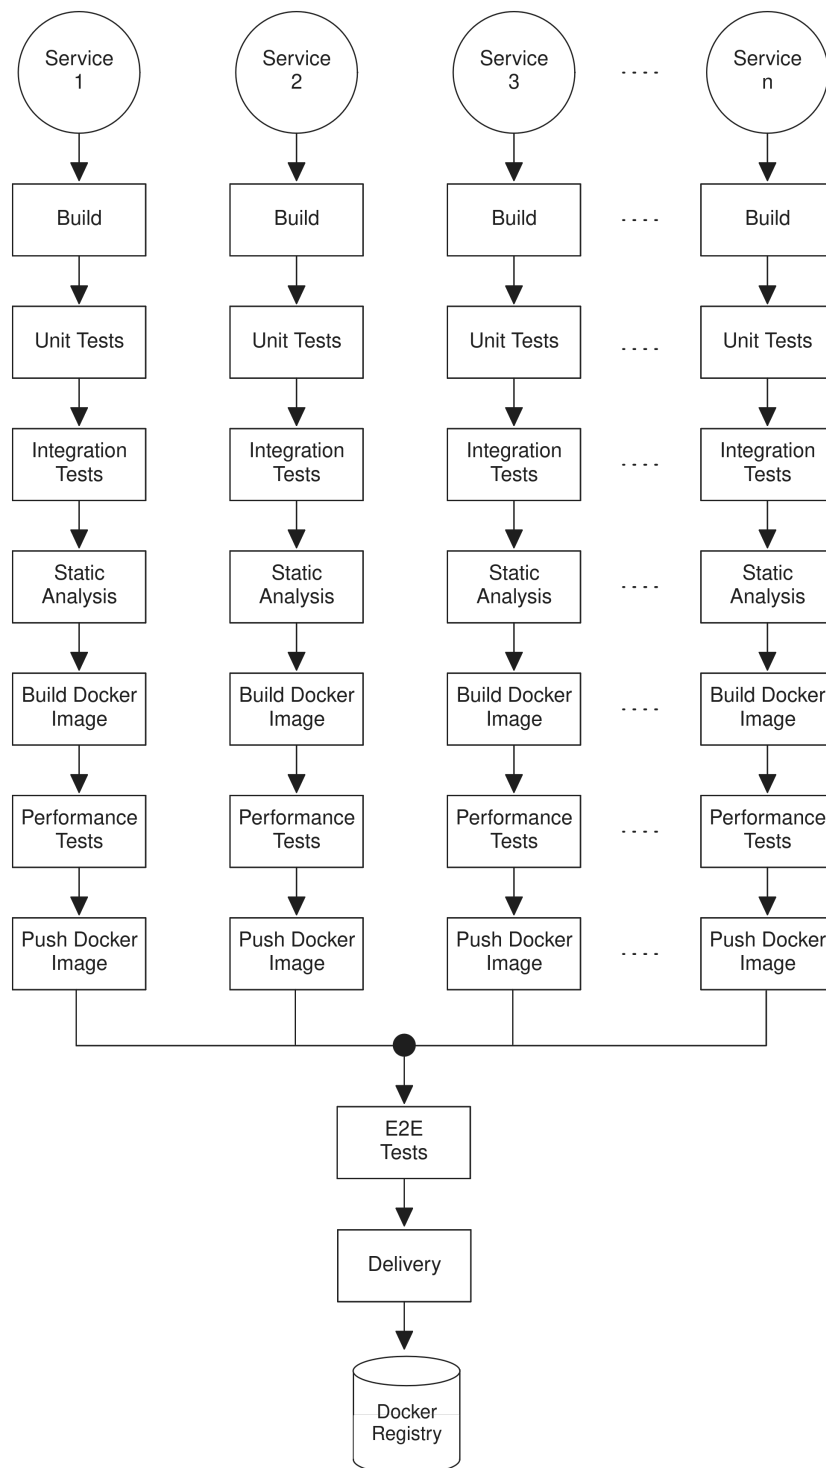 Service
1
Service
2
Service
3
. . . .
Service
n
Build
Build
Build
. . . .
Build
Unit Tests
Unit Tests
Unit Tests
. . . .
Unit Tests
Integration
Tests
Integration
Tests
Integration
Tests
. . . .
Integration
Tests
Static
Analysis
Static
Analysis
Static
Analysis
. . . .
Static
Analysis
Build Docker
Image
Build Docker
Image
Build Docker
Image
. . . .
Build Docker
Image
Performance
Tests
Performance
Tests
Performance
Tests
. . . .
Performance
Tests
Push Docker
Image
Push Docker
Image
Push Docker
Image
. . . .
Push Docker
Image
E2E
Tests
Delivery
Docker
Registry